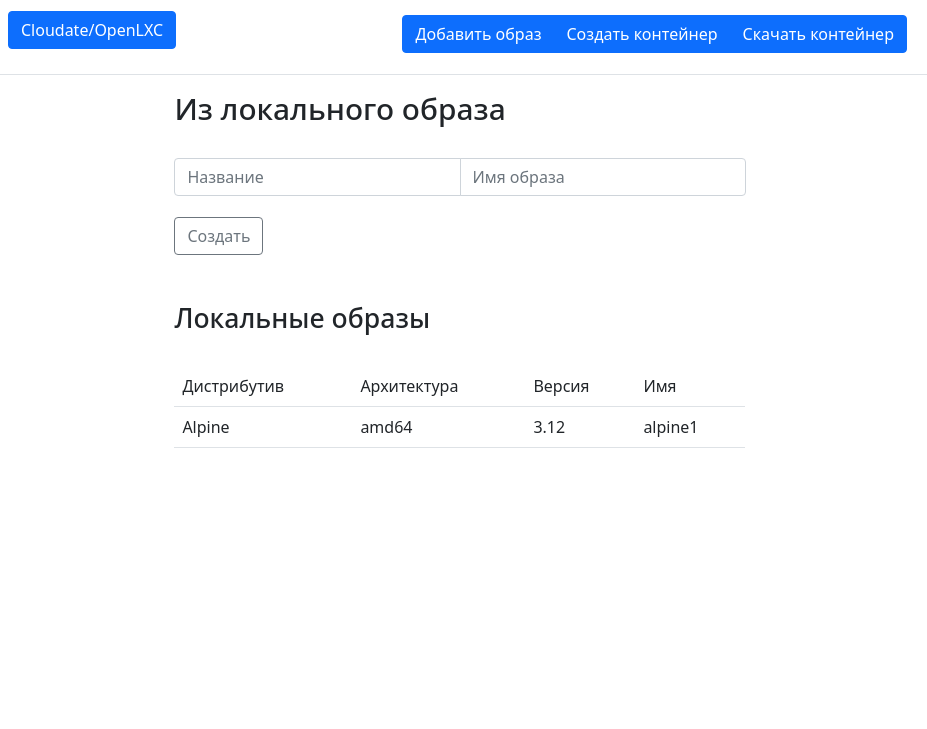 Cloudate/OpenLXC
Добавить образ Создать контейнер Скачать контейнер
Из локального образа
Название Имя образа
Создать
Локальные образы
Дистрибутив Архитектура Версия Имя
Alpine amd64 3.12 alpine1